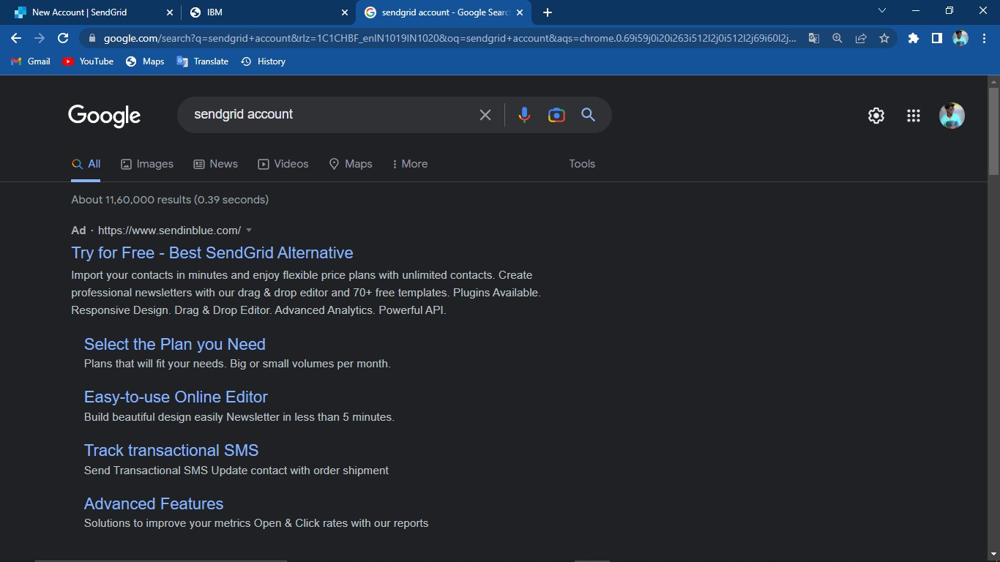 New Account | SendGrid
IBM
sendgrid account - Google Searc
google.com/search?q=sendgrid+account&rlz=1C1CHBF_enIN1019IN1020&oq=sendgrid+account&aqs=chrome.0.69i59j0i20i263i512l2j0i512l2j69i60l2j...
Gmail
YouTube
Maps
Translate
History
Google
sendgrid account
All
Images
News
Videos
Maps
More
Tools
About 11,60,000 results (0.39 seconds)
Ad · https://www.sendinblue.com/
Try for Free - Best SendGrid Alternative
Import your contacts in minutes and enjoy flexible price plans with unlimited contacts. Create
professional newsletters with our drag & drop editor and 70+ free templates. Plugins Available.
Responsive Design. Drag & Drop Editor. Advanced Analytics. Powerful API.
Select the Plan you Need
Plans that will fit your needs. Big or small volumes per month.
Easy-to-use Online Editor
Build beautiful design easily Newsletter in less than 5 minutes.
Track transactional SMS
Send Transactional SMS Update contact with order shipment
Advanced Features
Solutions to improve your metrics Open & Click rates with our reports